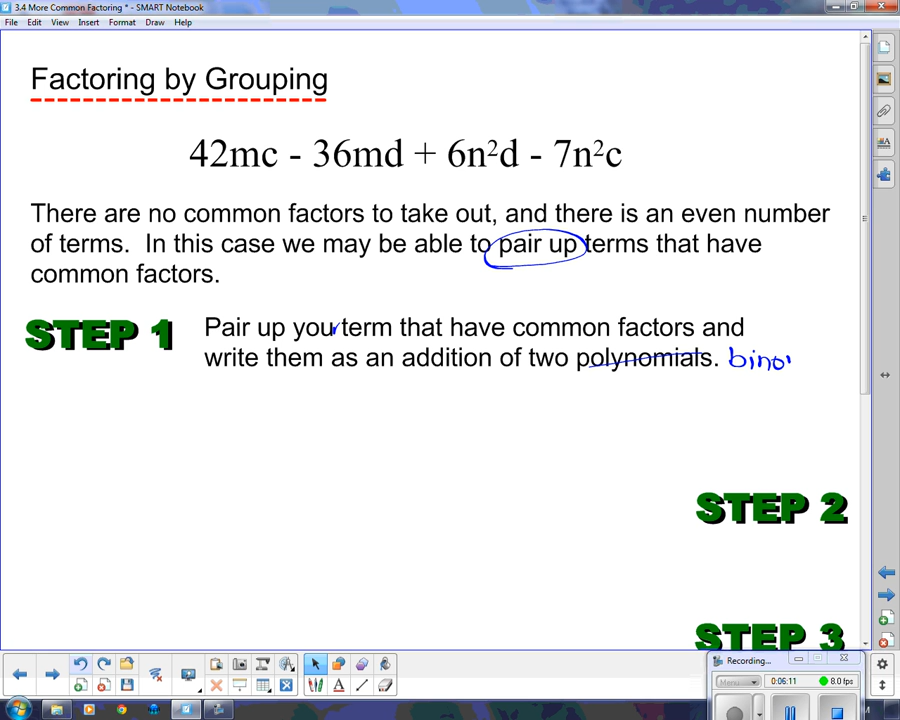 3.4 More Common Factoring * - SMART Notebook
File Edit View Insert Format Draw Help
Factoring by Grouping
42mc - 36md + 6n²d - 7n²c
There are no common factors to take out, and there is an even number
of terms. In this case we may be able to pair up terms that have
common factors.
STEP 1
Pair up your term that have common factors and
write them as an addition of two polynomials. binom
STEP 2
STEP 3
Recording...
Menu 0:06:11 8.0 fps